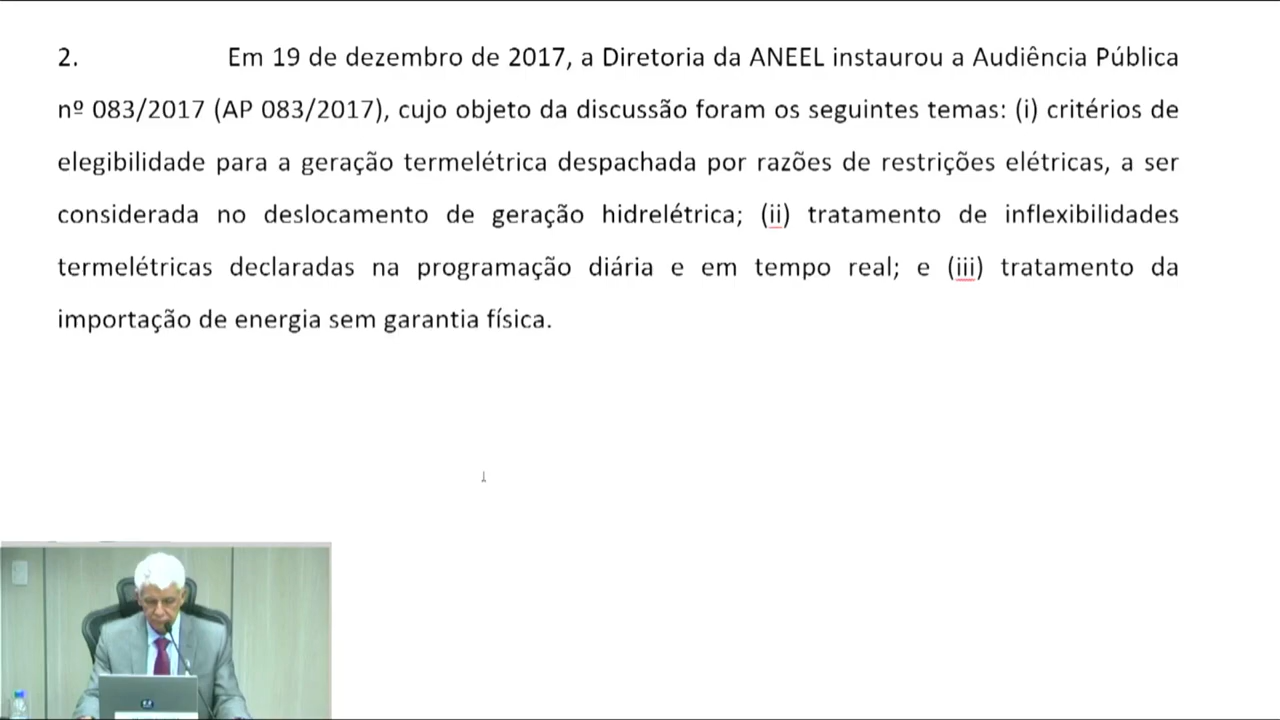 2. Em 19 de dezembro de 2017, a Diretoria da ANEEL instaurou a Audiência Pública
nº 083/2017 (AP 083/2017), cujo objeto da discussão foram os seguintes temas: (i) critérios de
elegibilidade para a geração termelétrica despachada por razões de restrições elétricas, a ser
considerada no deslocamento de geração hidrelétrica; (ii) tratamento de inflexibilidades
termelétricas declaradas na programação diária e em tempo real; e (iii) tratamento da
importação de energia sem garantia física.